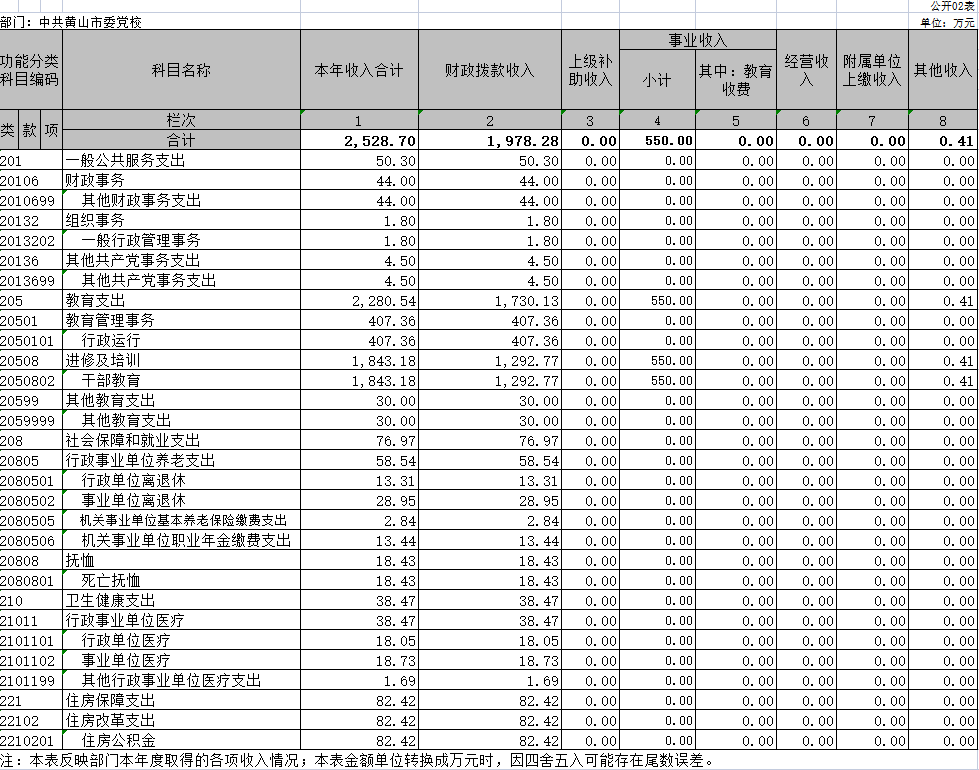 公开02表
部门：中共黄山市委党校 单位：万元
功能分类科目编码 科目名称 本年收入合计 财政拨款收入 上级补助收入 事业收入 经营收入 附属单位上缴收入 其他收入
小计 其中：教育收费
类 款 项 栏次 1 2 3 4 5 6 7 8
合计 2,528.70 1,978.28 0.00 550.00 0.00 0.00 0.00 0.41
201 一般公共服务支出 50.30 50.30 0.00 0.00 0.00 0.00 0.00 0.00
20106 财政事务 44.00 44.00 0.00 0.00 0.00 0.00 0.00 0.00
2010699 其他财政事务支出 44.00 44.00 0.00 0.00 0.00 0.00 0.00 0.00
20132 组织事务 1.80 1.80 0.00 0.00 0.00 0.00 0.00 0.00
2013202 一般行政管理事务 1.80 1.80 0.00 0.00 0.00 0.00 0.00 0.00
20136 其他共产党事务支出 4.50 4.50 0.00 0.00 0.00 0.00 0.00 0.00
2013699 其他共产党事务支出 4.50 4.50 0.00 0.00 0.00 0.00 0.00 0.00
205 教育支出 2,280.54 1,730.13 0.00 550.00 0.00 0.00 0.00 0.41
20501 教育管理事务 407.36 407.36 0.00 0.00 0.00 0.00 0.00 0.00
2050101 行政运行 407.36 407.36 0.00 0.00 0.00 0.00 0.00 0.00
20508 进修及培训 1,843.18 1,292.77 0.00 550.00 0.00 0.00 0.00 0.41
2050802 干部教育 1,843.18 1,292.77 0.00 550.00 0.00 0.00 0.00 0.41
20599 其他教育支出 30.00 30.00 0.00 0.00 0.00 0.00 0.00 0.00
2059999 其他教育支出 30.00 30.00 0.00 0.00 0.00 0.00 0.00 0.00
208 社会保障和就业支出 76.97 76.97 0.00 0.00 0.00 0.00 0.00 0.00
20805 行政事业单位养老支出 58.54 58.54 0.00 0.00 0.00 0.00 0.00 0.00
2080501 行政单位离退休 13.31 13.31 0.00 0.00 0.00 0.00 0.00 0.00
2080502 事业单位离退休 28.95 28.95 0.00 0.00 0.00 0.00 0.00 0.00
2080505 机关事业单位基本养老保险缴费支出 2.84 2.84 0.00 0.00 0.00 0.00 0.00 0.00
2080506 机关事业单位职业年金缴费支出 13.44 13.44 0.00 0.00 0.00 0.00 0.00 0.00
20808 抚恤 18.43 18.43 0.00 0.00 0.00 0.00 0.00 0.00
2080801 死亡抚恤 18.43 18.43 0.00 0.00 0.00 0.00 0.00 0.00
210 卫生健康支出 38.47 38.47 0.00 0.00 0.00 0.00 0.00 0.00
21011 行政事业单位医疗 38.47 38.47 0.00 0.00 0.00 0.00 0.00 0.00
2101101 行政单位医疗 18.05 18.05 0.00 0.00 0.00 0.00 0.00 0.00
2101102 事业单位医疗 18.73 18.73 0.00 0.00 0.00 0.00 0.00 0.00
2101199 其他行政事业单位医疗支出 1.69 1.69 0.00 0.00 0.00 0.00 0.00 0.00
221 住房保障支出 82.42 82.42 0.00 0.00 0.00 0.00 0.00 0.00
22102 住房改革支出 82.42 82.42 0.00 0.00 0.00 0.00 0.00 0.00
2210201 住房公积金 82.42 82.42 0.00 0.00 0.00 0.00 0.00 0.00
注：本表反映部门本年度取得的各项收入情况；本表金额单位转换成万元时，因四舍五入可能存在尾数误差。